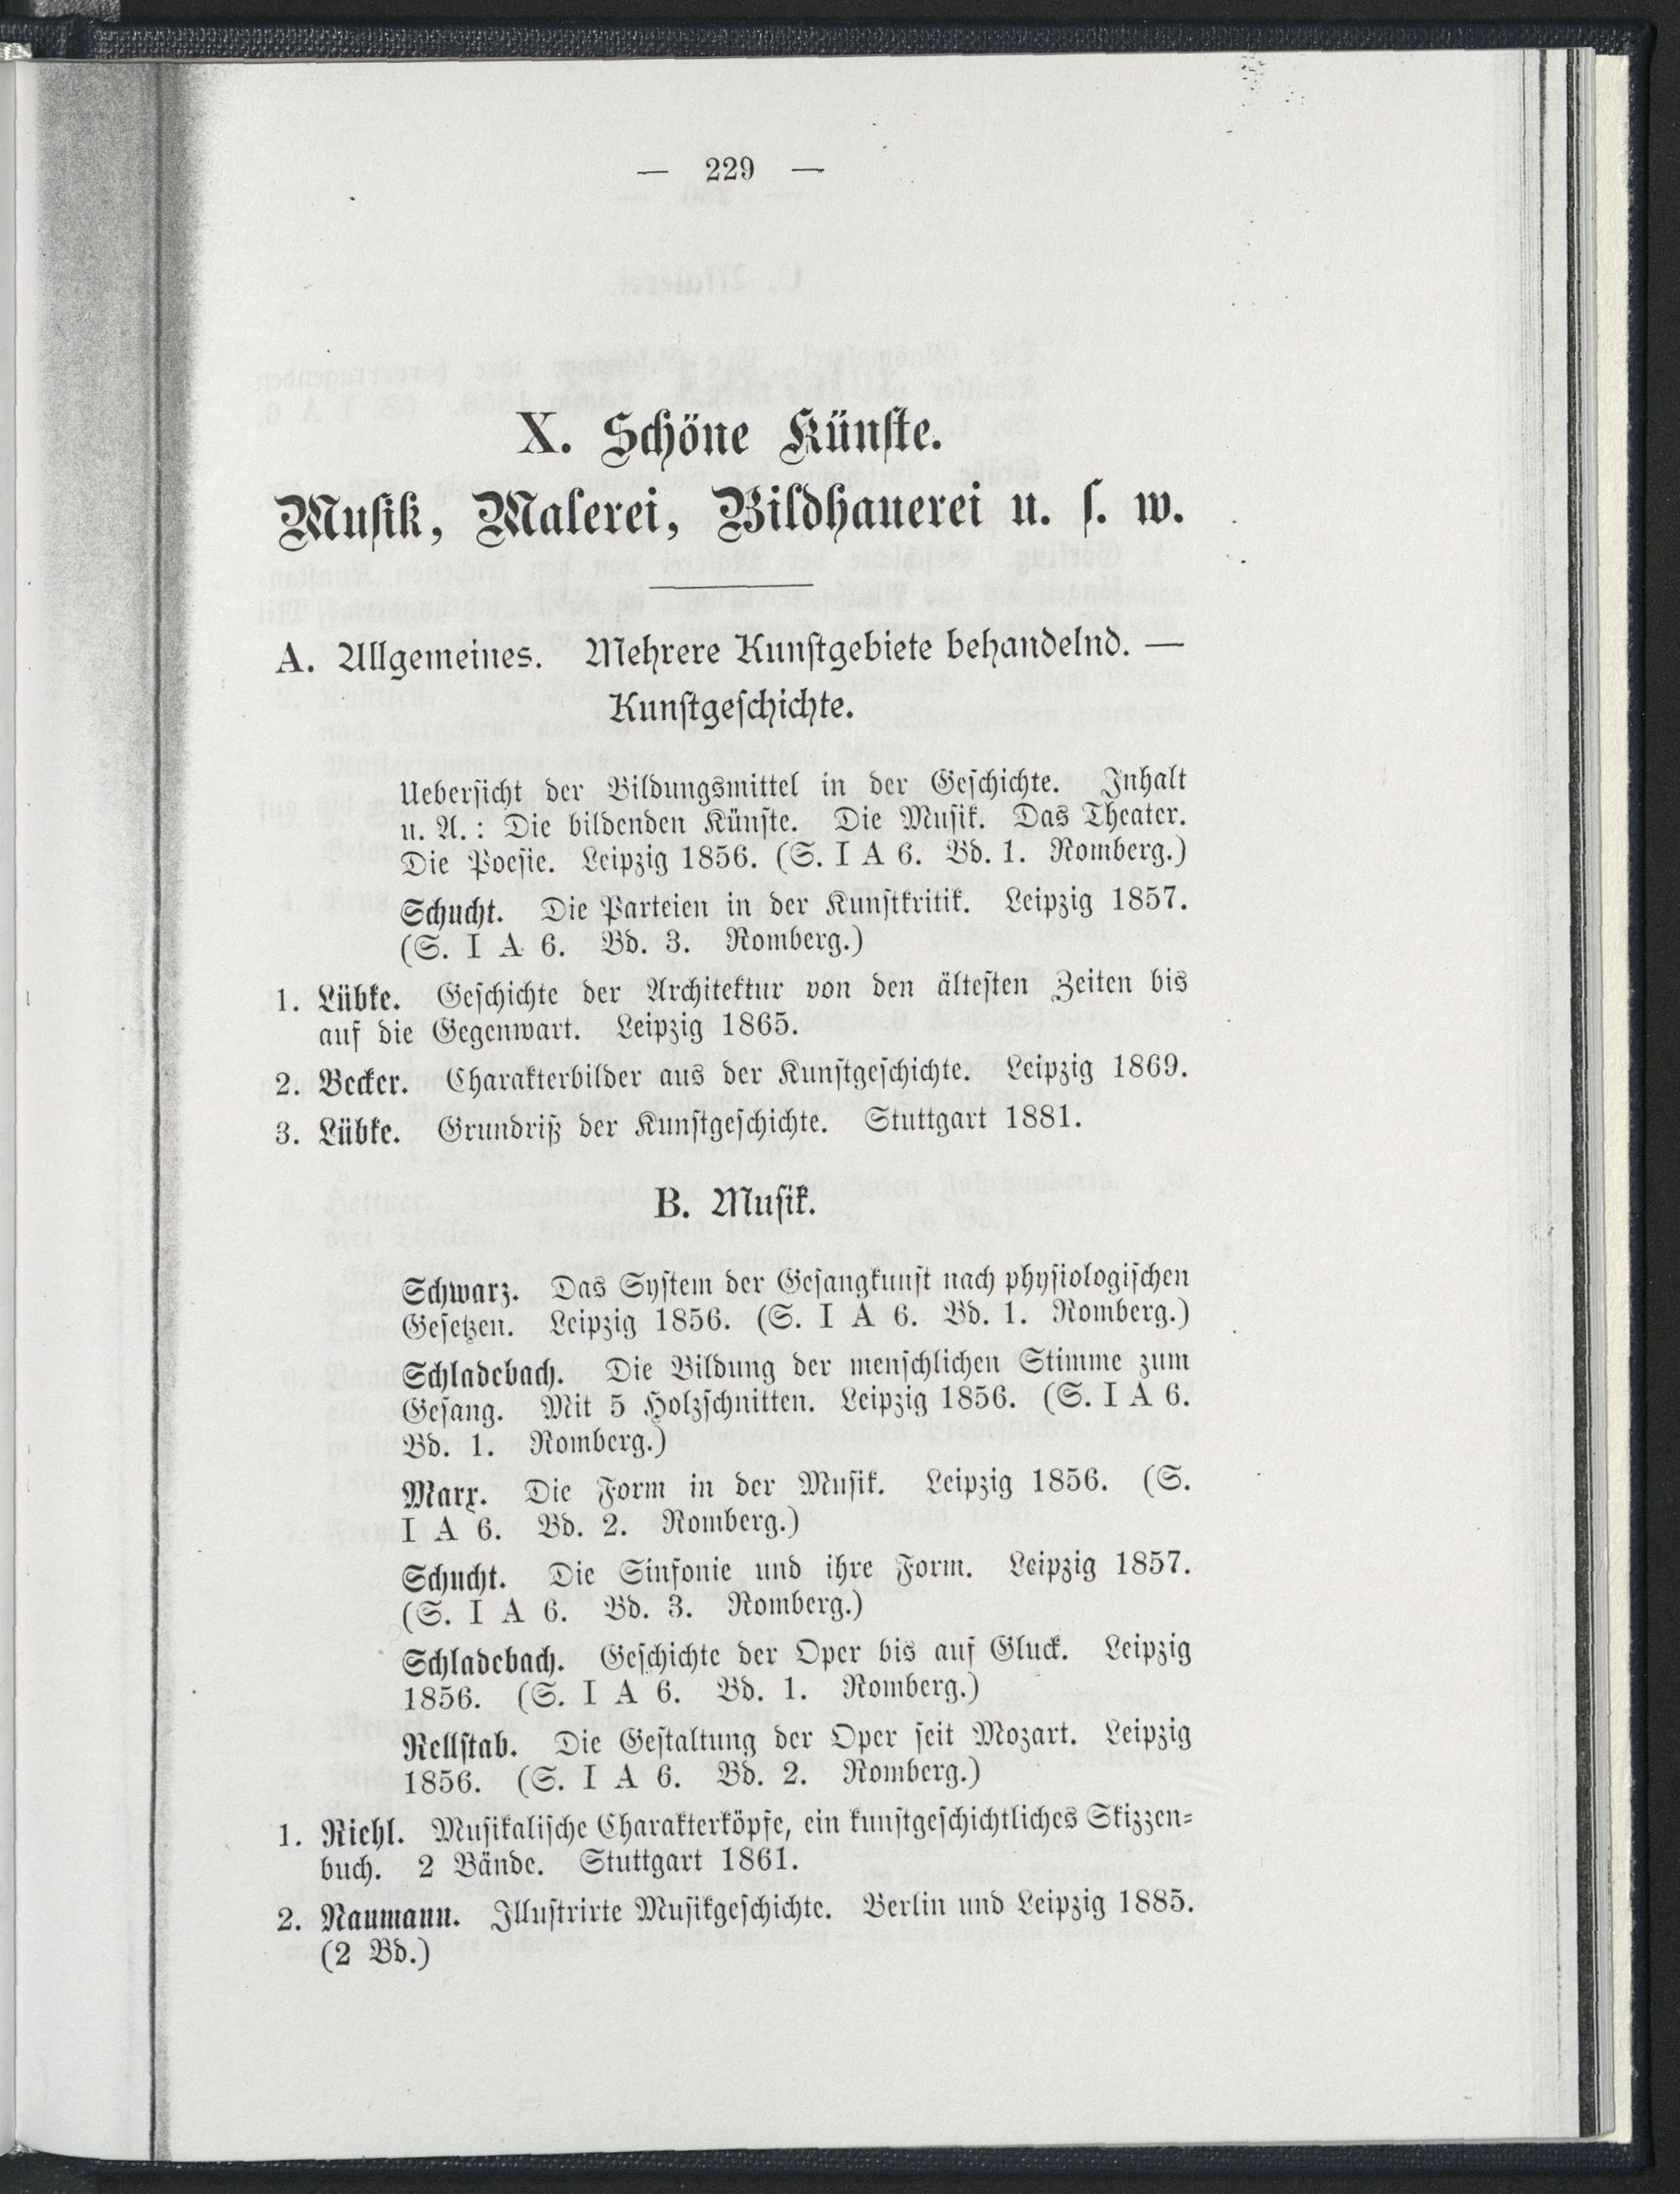 — 229 —
X. Schöne Künste.
Musik, Malerei, Bildhauerei u. s. w.
A. Allgemeines. Mehrere Kunstgebiete behandelnd. —
Kunstgeschichte.
Uebersicht der Bildungsmittel in der Geschichte. Inhalt
u. A.: Die bildenden Künste. Die Musik. Das Theater.
Die Poesie. Leipzig 1856. (S. I A 6. Bd. 1. Romberg.)
Schucht. Die Parteien in der Kunstkritik. Leipzig 1857.
(S. I A 6. Bd. 3. Romberg.)
1. Lübke. Geschichte der Architektur von den ältesten Zeiten bis
auf die Gegenwart. Leipzig 1865.
2. Becker. Charakterbilder aus der Kunstgeschichte. Leipzig 1869.
3. Lübke. Grundriß der Kunstgeschichte. Stuttgart 1881.
B. Musik.
Schwarz. Das System der Gesangkunst nach physiologischen
Gesetzen. Leipzig 1856. (S. I A 6. Bd. 1. Romberg.)
Schladebach. Die Bildung der menschlichen Stimme zum
Gesang. Mit 5 Holzschnitten. Leipzig 1856. (S. I A 6.
Bd. 1. Romberg.)
Marx. Die Form in der Musik. Leipzig 1856. (S.
I A 6. Bd. 2. Romberg.)
Schucht. Die Sinfonie und ihre Form. Leipzig 1857.
(S. I A 6. Bd. 3. Romberg.)
Schladebach. Geschichte der Oper bis auf Gluck. Leipzig
1856. (S. I A 6. Bd. 1. Romberg.)
Rellstab. Die Gestaltung der Oper seit Mozart. Leipzig
1856. (S. I A 6. Bd. 2. Romberg.)
1. Riehl. Musikalische Charakterköpfe, ein kunstgeschichtliches Skizzen-
buch. 2 Bände. Stuttgart 1861.
2. Naumann. Illustrirte Musikgeschichte. Berlin und Leipzig 1885.
(2 Bd.)